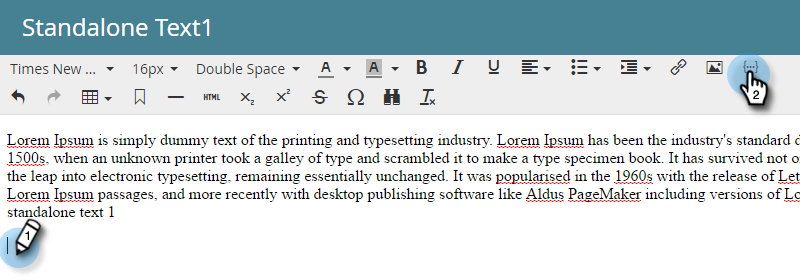 Standalone Text1
Times New ... 16px Double Space A A B I U {...}
HTML x₂ x² S Ω Tx
2
Lorem Ipsum is simply dummy text of the printing and typesetting industry. Lorem Ipsum has been the industry's standard d
1500s, when an unknown printer took a galley of type and scrambled it to make a type specimen book. It has survived not o
the leap into electronic typesetting, remaining essentially unchanged. It was popularised in the 1960s with the release of Let
Lorem Ipsum passages, and more recently with desktop publishing software like Aldus PageMaker including versions of Lo
standalone text 1
1